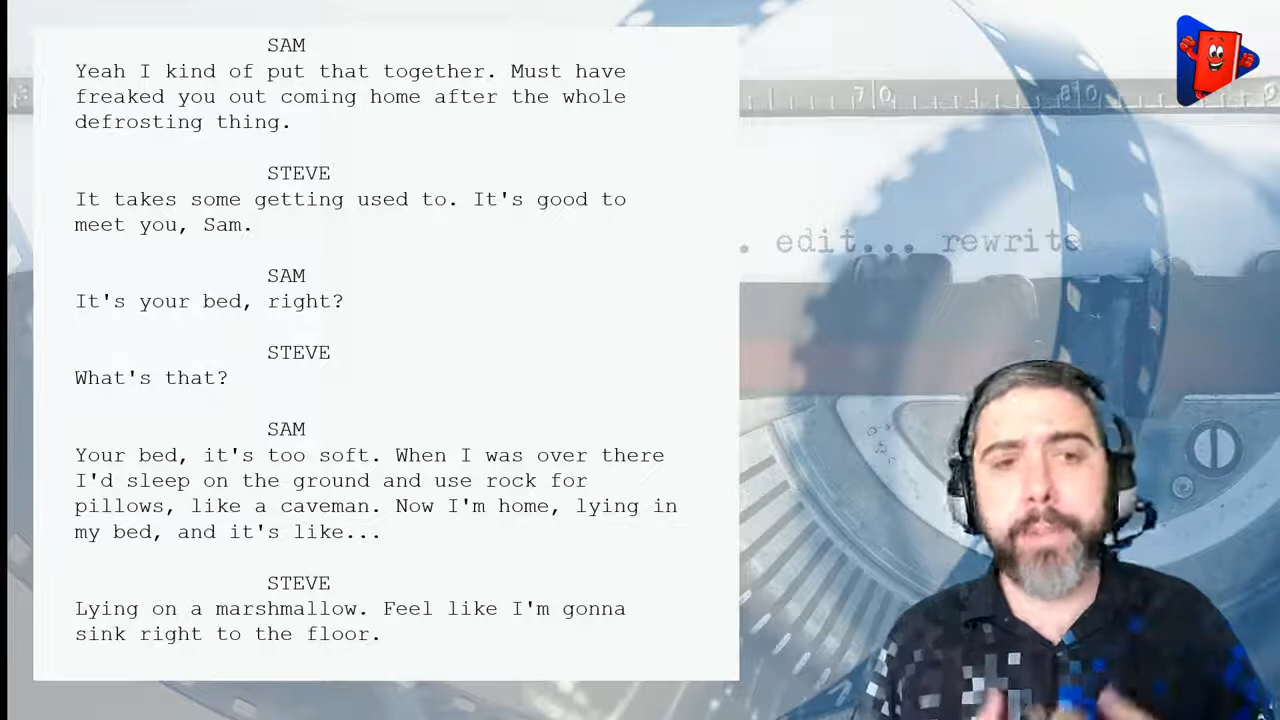 SAM
Yeah I kind of put that together. Must have
freaked you out coming home after the whole
defrosting thing.
STEVE
It takes some getting used to. It's good to
meet you, Sam.
SAM
It's your bed, right?
STEVE
What's that?
SAM
Your bed, it's too soft. When I was over there
I'd sleep on the ground and use rock for
pillows, like a caveman. Now I'm home, lying in
my bed, and it's like...
STEVE
Lying on a marshmallow. Feel like I'm gonna
sink right to the floor.
70 80 9
. edit... rewrite